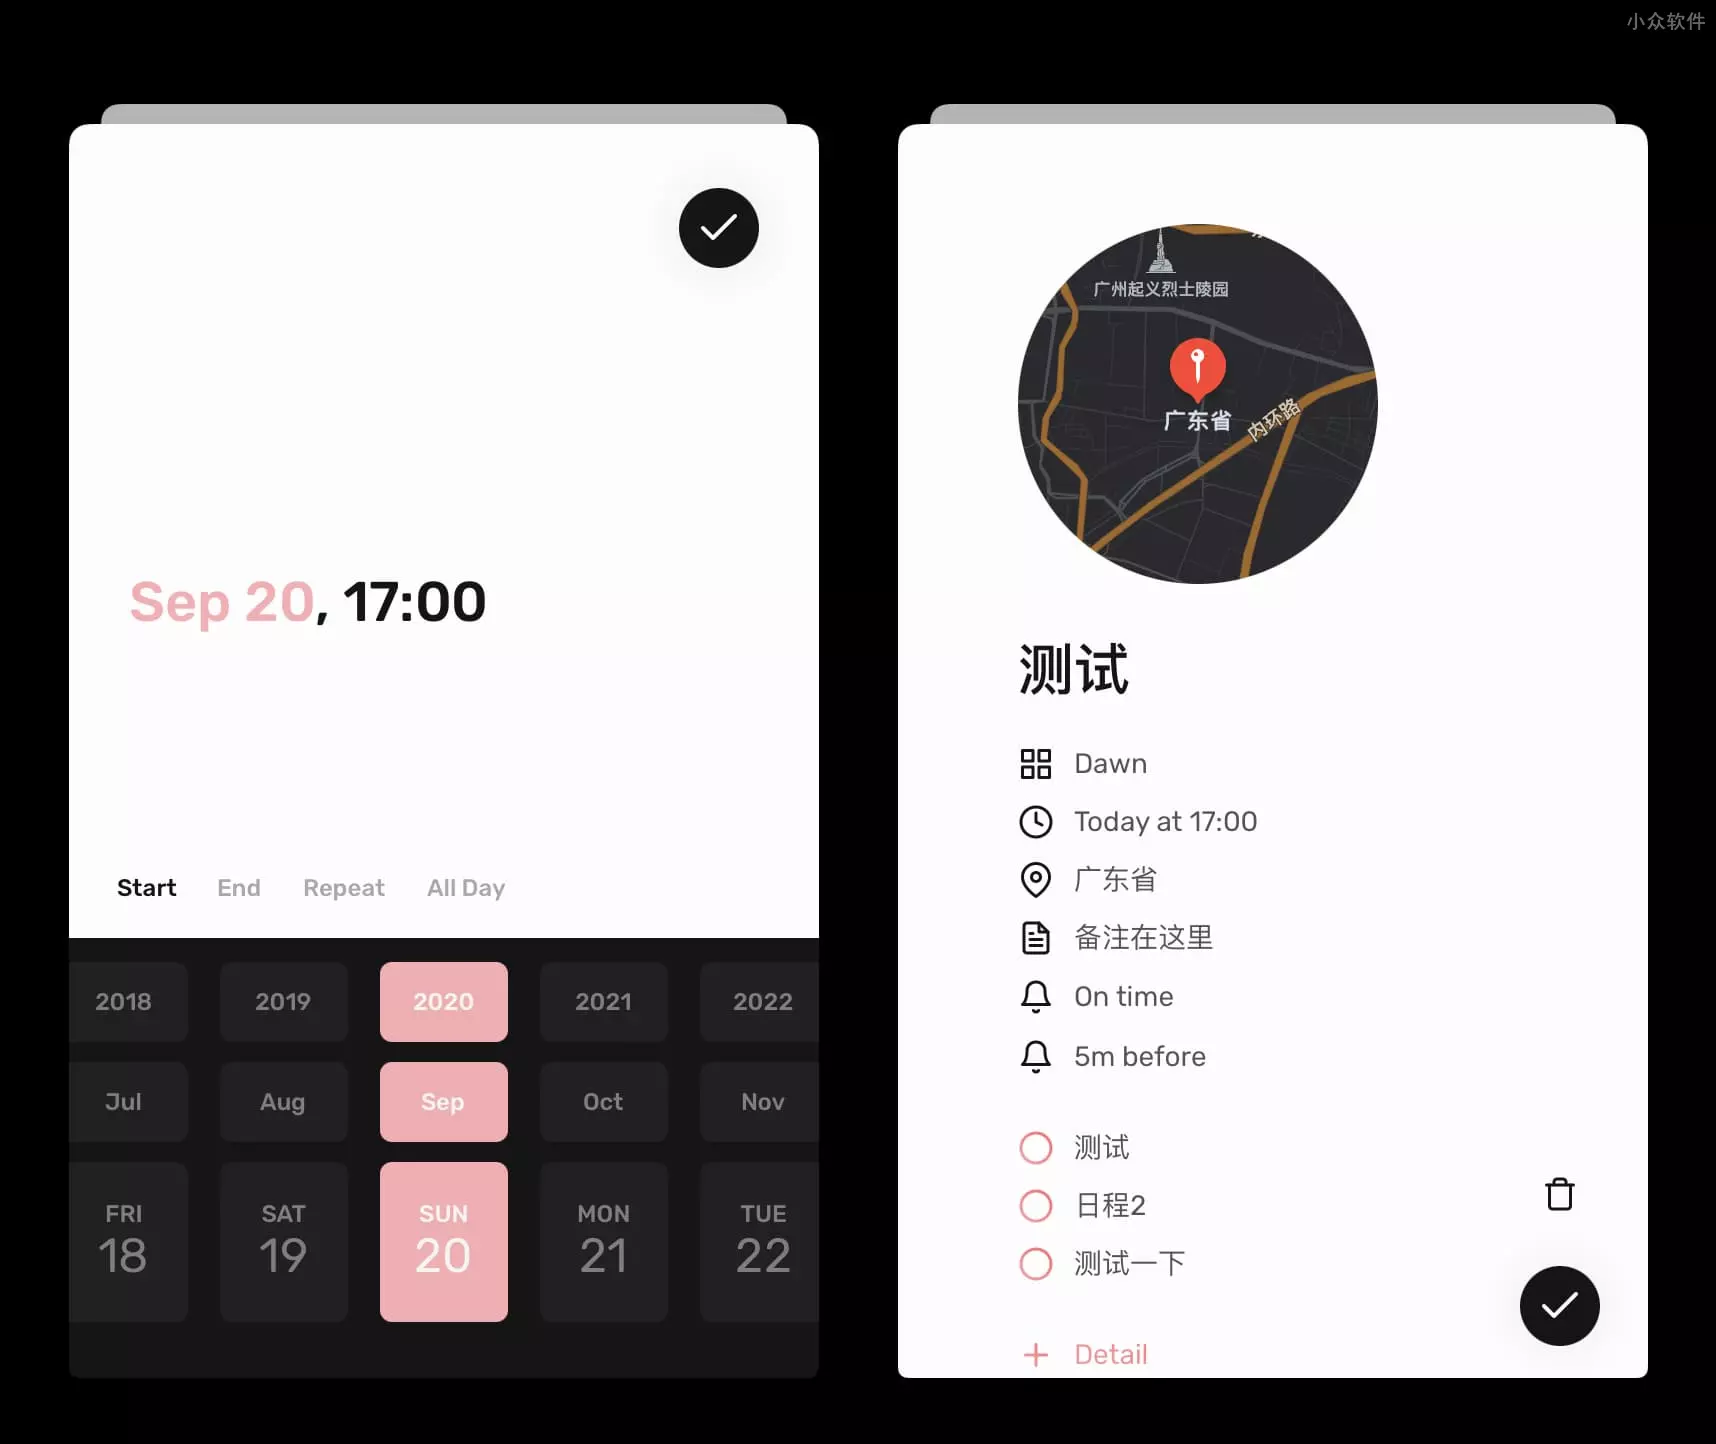 小众软件
Sep 20, 17:00
Start End Repeat All Day
2018 2019 2020 2021 2022
Jul Aug Sep Oct Nov
FRI SAT SUN MON TUE
18 19 20 21 22
广州起义烈士陵园
广东省
内环路
测试
Dawn
Today at 17:00
广东省
备注在这里
On time
5m before
测试
日程2
测试一下
Detail